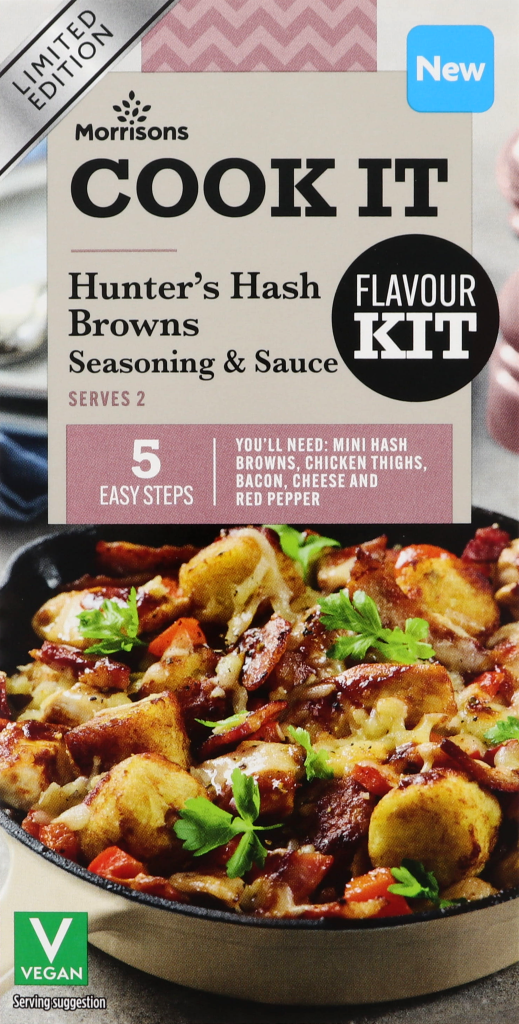 LIMITED
EDITION
New
Morrisons
COOK IT
Hunter's Hash
Browns
Seasoning & Sauce
SERVES 2
FLAVOUR
KIT
5
EASY STEPS
YOU'LL NEED: MINI HASH
BROWNS, CHICKEN THIGHS,
BACON, CHEESE AND
RED PEPPER
V
VEGAN
Serving suggestion